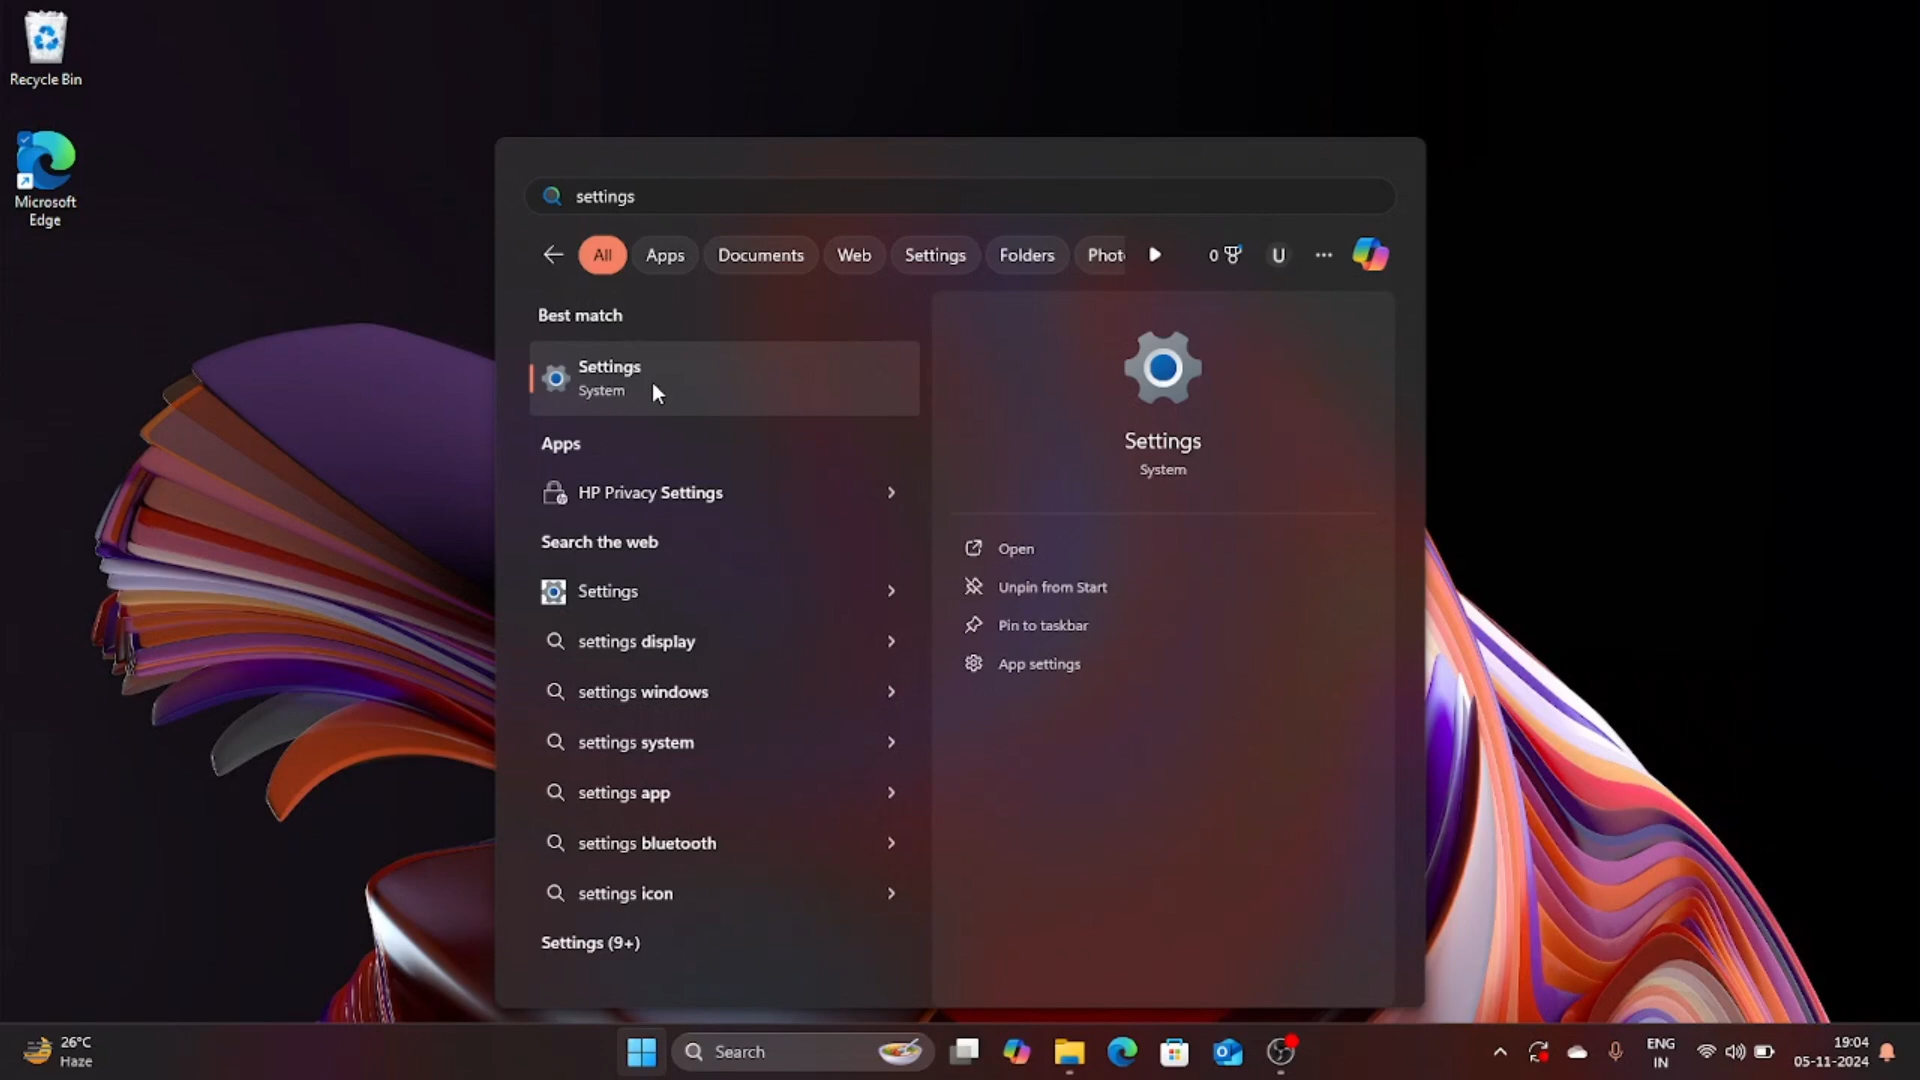 Recycle Bin
Microsoft
Edge
settings
All
Apps
Documents
Web
Settings
Folders
Phot
0
U
Best match
Settings
System
Apps
HP Privacy Settings
Search the web
Settings
settings display
settings windows
settings system
settings app
settings bluetooth
settings icon
Settings (9+)
Settings
System
Open
Unpin from Start
Pin to taskbar
App settings
26°C
Haze
Search
ENG
IN
19:04
05-11-2024